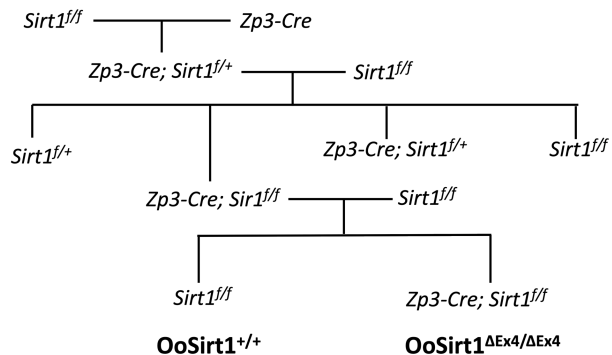 Sirt1f/f Zp3-Cre
Zp3-Cre; Sirt1f/+ Sirt1f/f
Sirt1f/+ Zp3-Cre; Sirt1f/+ Sirt1f/f
Zp3-Cre; Sir1f/f Sirt1f/f
Sirt1f/f Zp3-Cre; Sirt1f/f
OoSirt1+/+ OoSirt1ΔEx4/ΔEx4